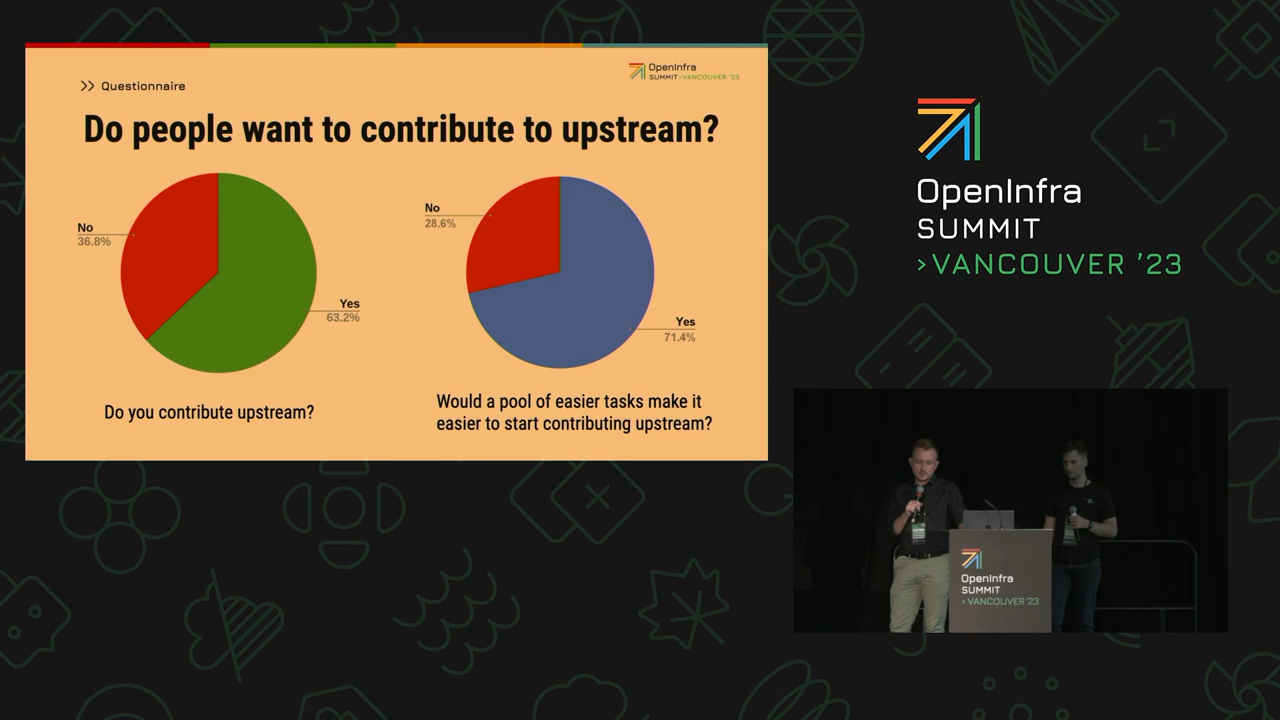 >> Questionnaire
OpenInfra
SUMMIT >VANCOUVER '23
Do people want to contribute to upstream?
No
36.8%
Yes
63.2%
Do you contribute upstream?
No
28.6%
Yes
71.4%
Would a pool of easier tasks make it
easier to start contributing upstream?
OpenInfra
SUMMIT
>VANCOUVER '23
OpenInfra
SUMMIT
>VANCOUVER '23